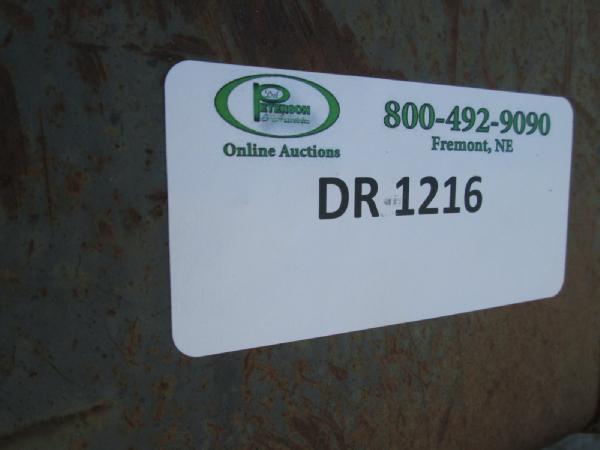 PETERSON
Online Auctions
800-492-9090
Fremont, NE
DR 1216